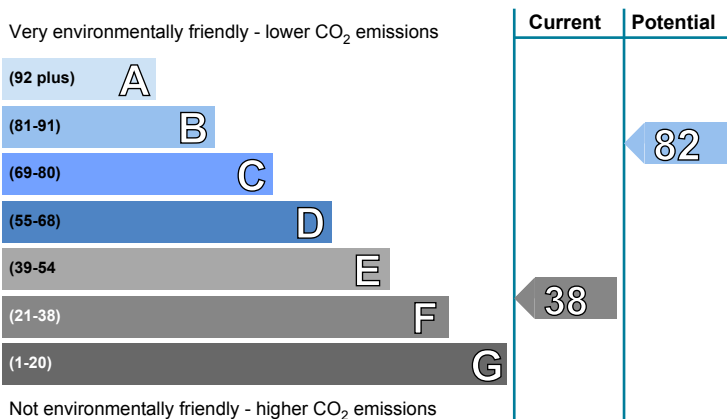 Current Potential
Very environmentally friendly - lower CO2 emissions
(92 plus) A
(81-91) B
82
(69-80) C
(55-68) D
(39-54 E
38
(21-38) F
(1-20) G
Not environmentally friendly - higher CO2 emissions